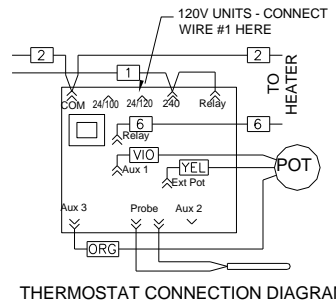 120V UNITS - CONNECT
WIRE #1 HERE
2
2
1
TO
HEATER
COM
24/100
24/120
240
Relay
6
6
Relay
VIO
Aux 1
YEL
POT
Ext Pot
Aux 3
Probe
Aux 2
ORG
THERMOSTAT CONNECTION DIAGRA